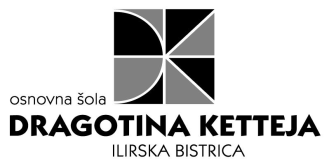 osnovna šola
DRAGOTINA KETTEJA
ILIRSKA BISTRICA